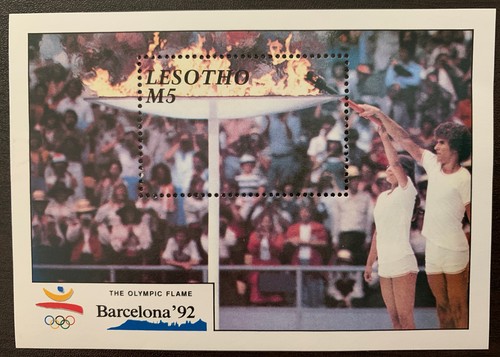 LESOTHO
M5
THE OLYMPIC FLAME
Barcelona '92